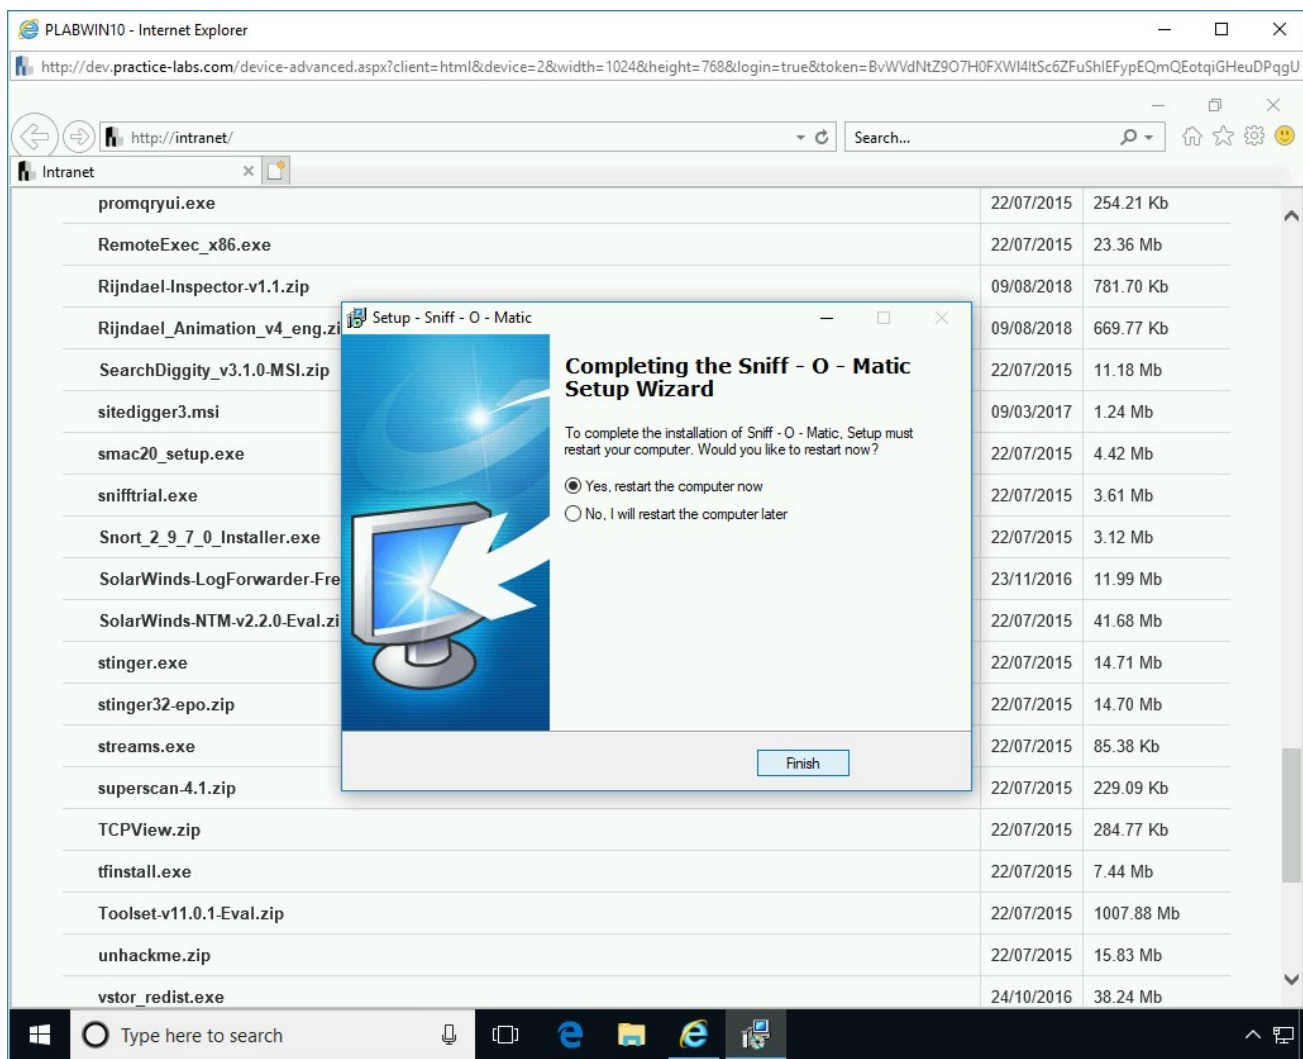 PLABWIN10 - Internet Explorer
http://dev.practice-labs.com/device-advanced.aspx?client=html&device=2&width=1024&height=768&login=true&token=BvWVdNtZ9O7H0FXWI4ItSc6ZFuShIEFypEQmQEotqiGHeuDPqgU
http://intranet/
Search...
Intranet
promqryui.exe 22/07/2015 254.21 Kb
RemoteExec_x86.exe 22/07/2015 23.36 Mb
Rijndael-Inspector-v1.1.zip 09/08/2018 781.70 Kb
Rijndael_Animation_v4_eng.zi 09/08/2018 669.77 Kb
SearchDiggity_v3.1.0-MSI.zip 22/07/2015 11.18 Mb
sitedigger3.msi 09/03/2017 1.24 Mb
smac20_setup.exe 22/07/2015 4.42 Mb
snifftrial.exe 22/07/2015 3.61 Mb
Snort_2_9_7_0_Installer.exe 22/07/2015 3.12 Mb
SolarWinds-LogForwarder-Fre 23/11/2016 11.99 Mb
SolarWinds-NTM-v2.2.0-Eval.zi 22/07/2015 41.68 Mb
stinger.exe 22/07/2015 14.71 Mb
stinger32-epo.zip 22/07/2015 14.70 Mb
streams.exe 22/07/2015 85.38 Kb
superscan-4.1.zip 22/07/2015 229.09 Kb
TCPView.zip 22/07/2015 284.77 Kb
tfinstall.exe 22/07/2015 7.44 Mb
Toolset-v11.0.1-Eval.zip 22/07/2015 1007.88 Mb
unhackme.zip 22/07/2015 15.83 Mb
vstor_redist.exe 24/10/2016 38.24 Mb
Setup - Sniff - O - Matic
Completing the Sniff - O - Matic
Setup Wizard
To complete the installation of Sniff - O - Matic, Setup must
restart your computer. Would you like to restart now?
Yes, restart the computer now
No, I will restart the computer later
Finish
Type here to search